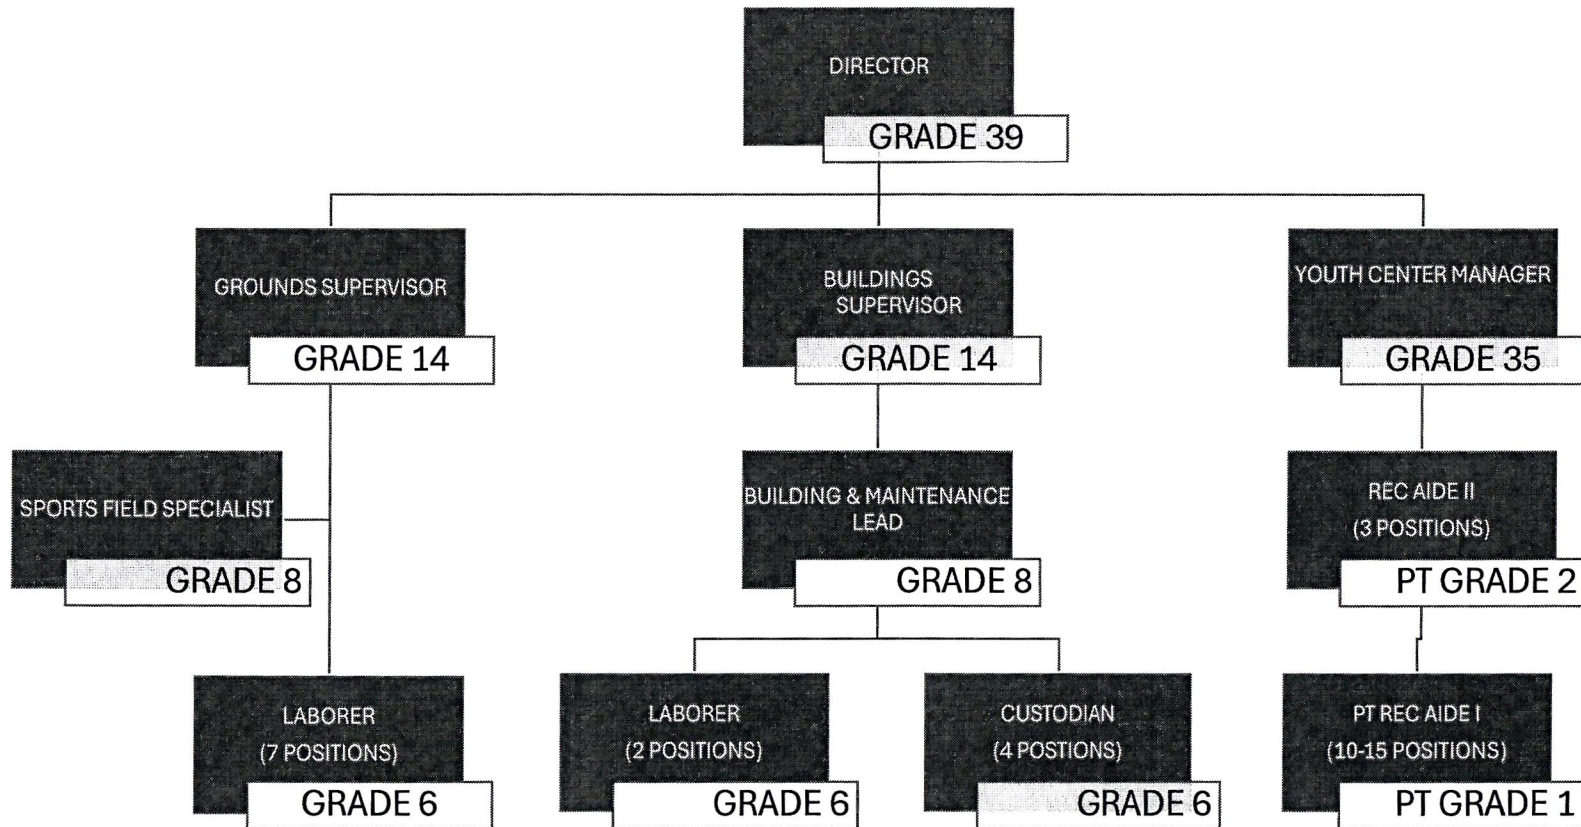 DIRECTOR
GRADE 39
GROUNDS SUPERVISOR
GRADE 14
BUILDINGS
SUPERVISOR
GRADE 14
YOUTH CENTER MANAGER
GRADE 35
SPORTS FIELD SPECIALIST
GRADE 8
BUILDING & MAINTENANCE
LEAD
GRADE 8
REC AIDE II
(3 POSITIONS)
PT GRADE 2
LABORER
(7 POSITIONS)
GRADE 6
LABORER
(2 POSITIONS)
GRADE 6
CUSTODIAN
(4 POSTIONS)
GRADE 6
PT REC AIDE I
(10-15 POSITIONS)
PT GRADE 1